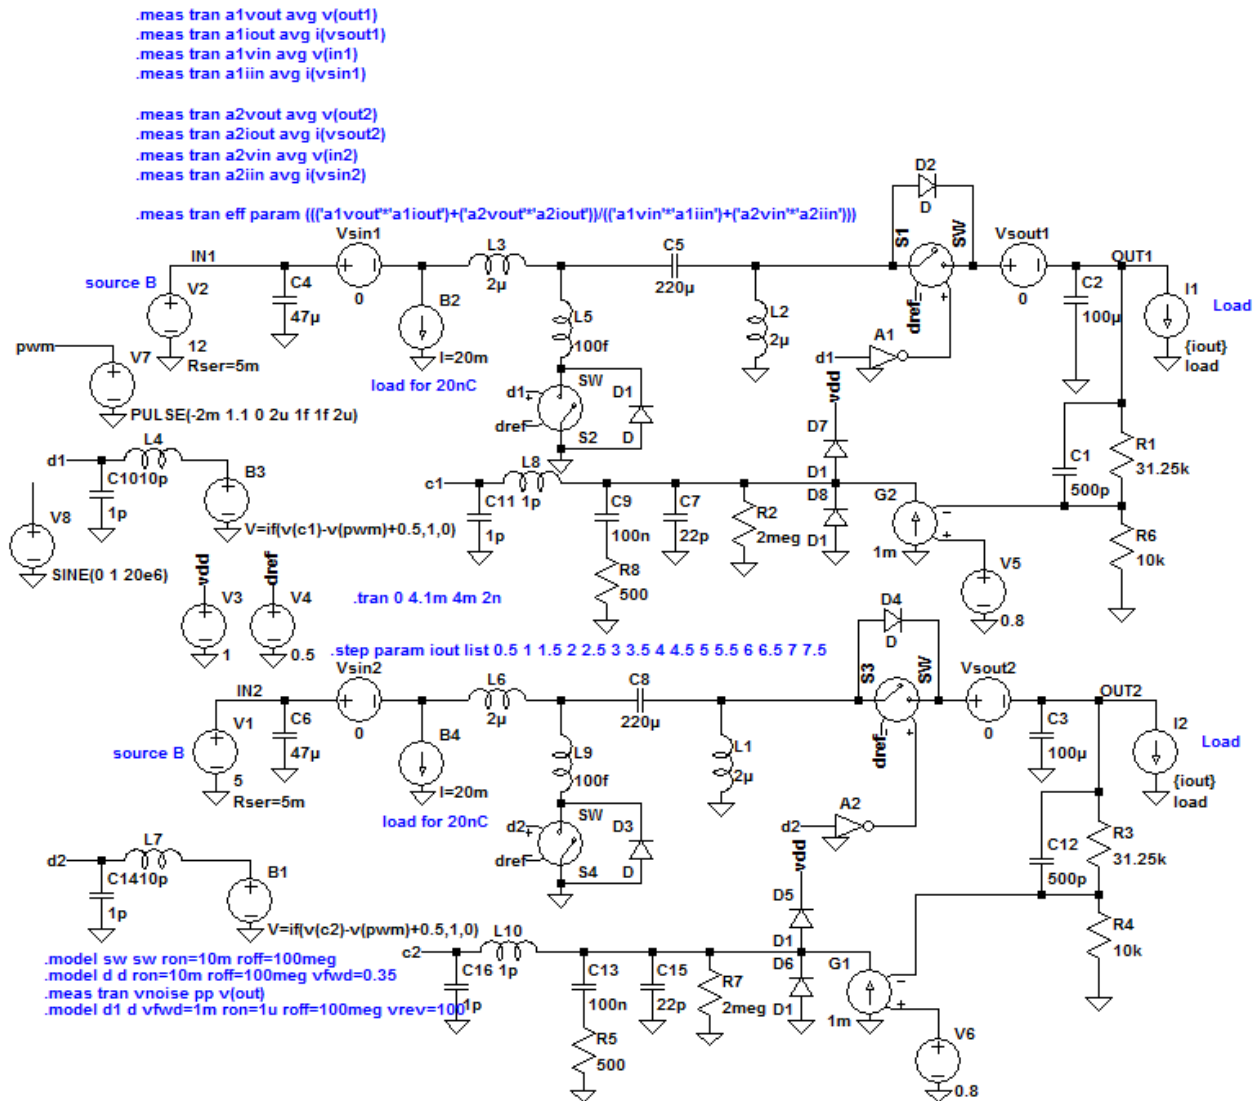 .meas tran a1vout avg v(out1)
.meas tran a1iout avg i(vsout1)
.meas tran a1vin avg v(in1)
.meas tran a1iin avg i(vsin1)
.meas tran a2vout avg v(out2)
.meas tran a2iout avg i(vsout2)
.meas tran a2vin avg v(in2)
.meas tran a2iin avg i(vsin2)
.meas tran eff param ((('a1vout'*'a1iout')+('a2vout'*'a2iout'))/(('a1vin'*'a1iin')+('a2vin'*'a2iin')))
IN1
source B
V2
12
Rser=5m
C4
47µ
Vsin1
0
B2
I=20m
load for 20nC
L3
2µ
L5
100f
C5
220µ
L2
2µ
D2
D
S1
SW
dref
Vsout1
0
OUT1
C2
100µ
I1
Load
{iout}
load
pwm
V7
PULSE(-2m 1.1 0 2u 1f 1f 2u)
d1
SW
dref
S2
D1
D
d1
A1
vdd
D7
D1
D8
D1
d1
L4
C1010p
1p
B3
V=if(v(c1)-v(pwm)+0.5,1,0)
V8
SINE(0 1 20e6)
c1
L8
C11 1p
1p
C9
100n
R8
500
C7
22p
R2
2meg
G2
1m
C1
500p
R1
31.25k
R6
10k
V5
0.8
vdd
V3
1
dref
V4
0.5
.tran 0 4.1m 4m 2n
.step param iout list 0.5 1 1.5 2 2.5 3 3.5 4 4.5 5 5.5 6 6.5 7 7.5
IN2
source B
V1
5
Rser=5m
C6
47µ
Vsin2
0
B4
I=20m
load for 20nC
L6
2µ
L9
100f
C8
220µ
L1
2µ
D4
D
S3
SW
dref
Vsout2
0
OUT2
C3
100µ
I2
Load
{iout}
load
d2
SW
dref
S4
D3
D
d2
A2
vdd
D5
D1
D6
D1
d2
L7
C1410p
1p
B1
V=if(v(c2)-v(pwm)+0.5,1,0)
c2
L10
C16 1p
1p
C13
100n
R5
500
C15
22p
R7
2meg
G1
1m
C12
500p
R3
31.25k
R4
10k
V6
0.8
.model sw sw ron=10m roff=100meg
.model d d ron=10m roff=100meg vfwd=0.35
.meas tran vnoise pp v(out)
.model d1 d vfwd=1m ron=1u roff=100meg vrev=100